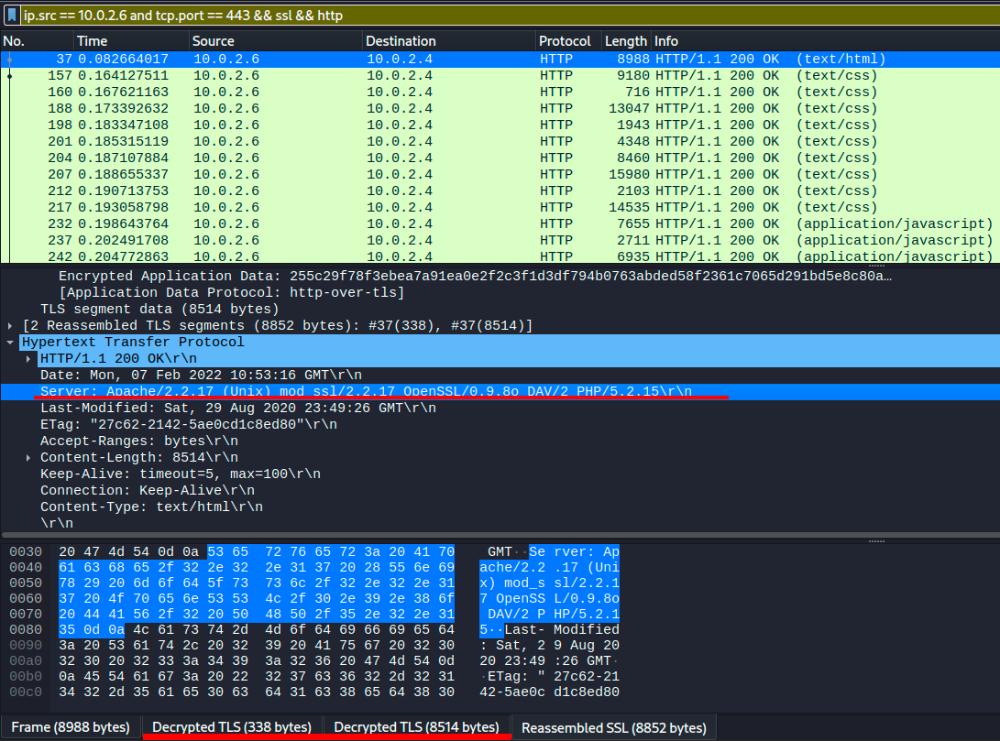 ip.src == 10.0.2.6 and tcp.port == 443 && ssl && http
No. Time Source Destination Protocol Length Info
37 0.082664017 10.0.2.6 10.0.2.4 HTTP 8988 HTTP/1.1 200 OK (text/html)
157 0.164127511 10.0.2.6 10.0.2.4 HTTP 9180 HTTP/1.1 200 OK (text/css)
160 0.167621163 10.0.2.6 10.0.2.4 HTTP 716 HTTP/1.1 200 OK (text/css)
188 0.173392632 10.0.2.6 10.0.2.4 HTTP 13047 HTTP/1.1 200 OK (text/css)
198 0.183347108 10.0.2.6 10.0.2.4 HTTP 1943 HTTP/1.1 200 OK (text/css)
201 0.185315119 10.0.2.6 10.0.2.4 HTTP 4348 HTTP/1.1 200 OK (text/css)
204 0.187107884 10.0.2.6 10.0.2.4 HTTP 8460 HTTP/1.1 200 OK (text/css)
207 0.188655337 10.0.2.6 10.0.2.4 HTTP 15980 HTTP/1.1 200 OK (text/css)
212 0.190713753 10.0.2.6 10.0.2.4 HTTP 2103 HTTP/1.1 200 OK (text/css)
217 0.193058798 10.0.2.6 10.0.2.4 HTTP 14535 HTTP/1.1 200 OK (text/css)
232 0.198643764 10.0.2.6 10.0.2.4 HTTP 7655 HTTP/1.1 200 OK (application/javascript)
237 0.202491708 10.0.2.6 10.0.2.4 HTTP 2711 HTTP/1.1 200 OK (application/javascript)
242 0.204772863 10.0.2.6 10.0.2.4 HTTP 6935 HTTP/1.1 200 OK (application/javascript)
Encrypted Application Data: 255c29f78f3ebea7a91ea0e2f2c3f1d3df794b0763abded58f2361c7065d291bd5e8c80a…
[Application Data Protocol: http-over-tls]
TLS segment data (8514 bytes)
[2 Reassembled TLS segments (8852 bytes): #37(338), #37(8514)]
Hypertext Transfer Protocol
HTTP/1.1 200 OK\r\n
Date: Mon, 07 Feb 2022 10:53:16 GMT\r\n
Server: Apache/2.2.17 (Unix) mod_ssl/2.2.17 OpenSSL/0.9.8o DAV/2 PHP/5.2.15\r\n
Last-Modified: Sat, 29 Aug 2020 23:49:26 GMT\r\n
ETag: "27c62-2142-5ae0cd1c8ed80"\r\n
Accept-Ranges: bytes\r\n
Content-Length: 8514\r\n
Keep-Alive: timeout=5, max=100\r\n
Connection: Keep-Alive\r\n
Content-Type: text/html\r\n
\r\n
0030 20 47 4d 54 0d 0a 53 65 72 76 65 72 3a 20 41 70 GMT··Se rver: Ap
0040 61 63 68 65 2f 32 2e 32 2e 31 37 20 28 55 6e 69 ache/2.2 .17 (Uni
0050 78 29 20 6d 6f 64 5f 73 73 6c 2f 32 2e 32 2e 31 x) mod_s sl/2.2.1
0060 37 20 4f 70 65 6e 53 53 4c 2f 30 2e 39 2e 38 6f 7 OpenSS L/0.9.8o
0070 20 44 41 56 2f 32 20 50 48 50 2f 35 2e 32 2e 31 DAV/2 P HP/5.2.1
0080 35 0d 0a 4c 61 73 74 2d 4d 6f 64 69 66 69 65 64 5··Last- Modified
0090 3a 20 53 61 74 2c 20 32 39 20 41 75 67 20 32 30 : Sat, 2 9 Aug 20
00a0 32 30 20 32 33 3a 34 39 3a 32 36 20 47 4d 54 0d 20 23:49 :26 GMT·
00b0 0a 45 54 61 67 3a 20 22 32 37 63 36 32 2d 32 31 ·ETag: " 27c62-21
00c0 34 32 2d 35 61 65 30 63 64 31 63 38 65 64 38 30 42-5ae0c d1c8ed80
Frame (8988 bytes) Decrypted TLS (338 bytes) Decrypted TLS (8514 bytes) Reassembled SSL (8852 bytes)